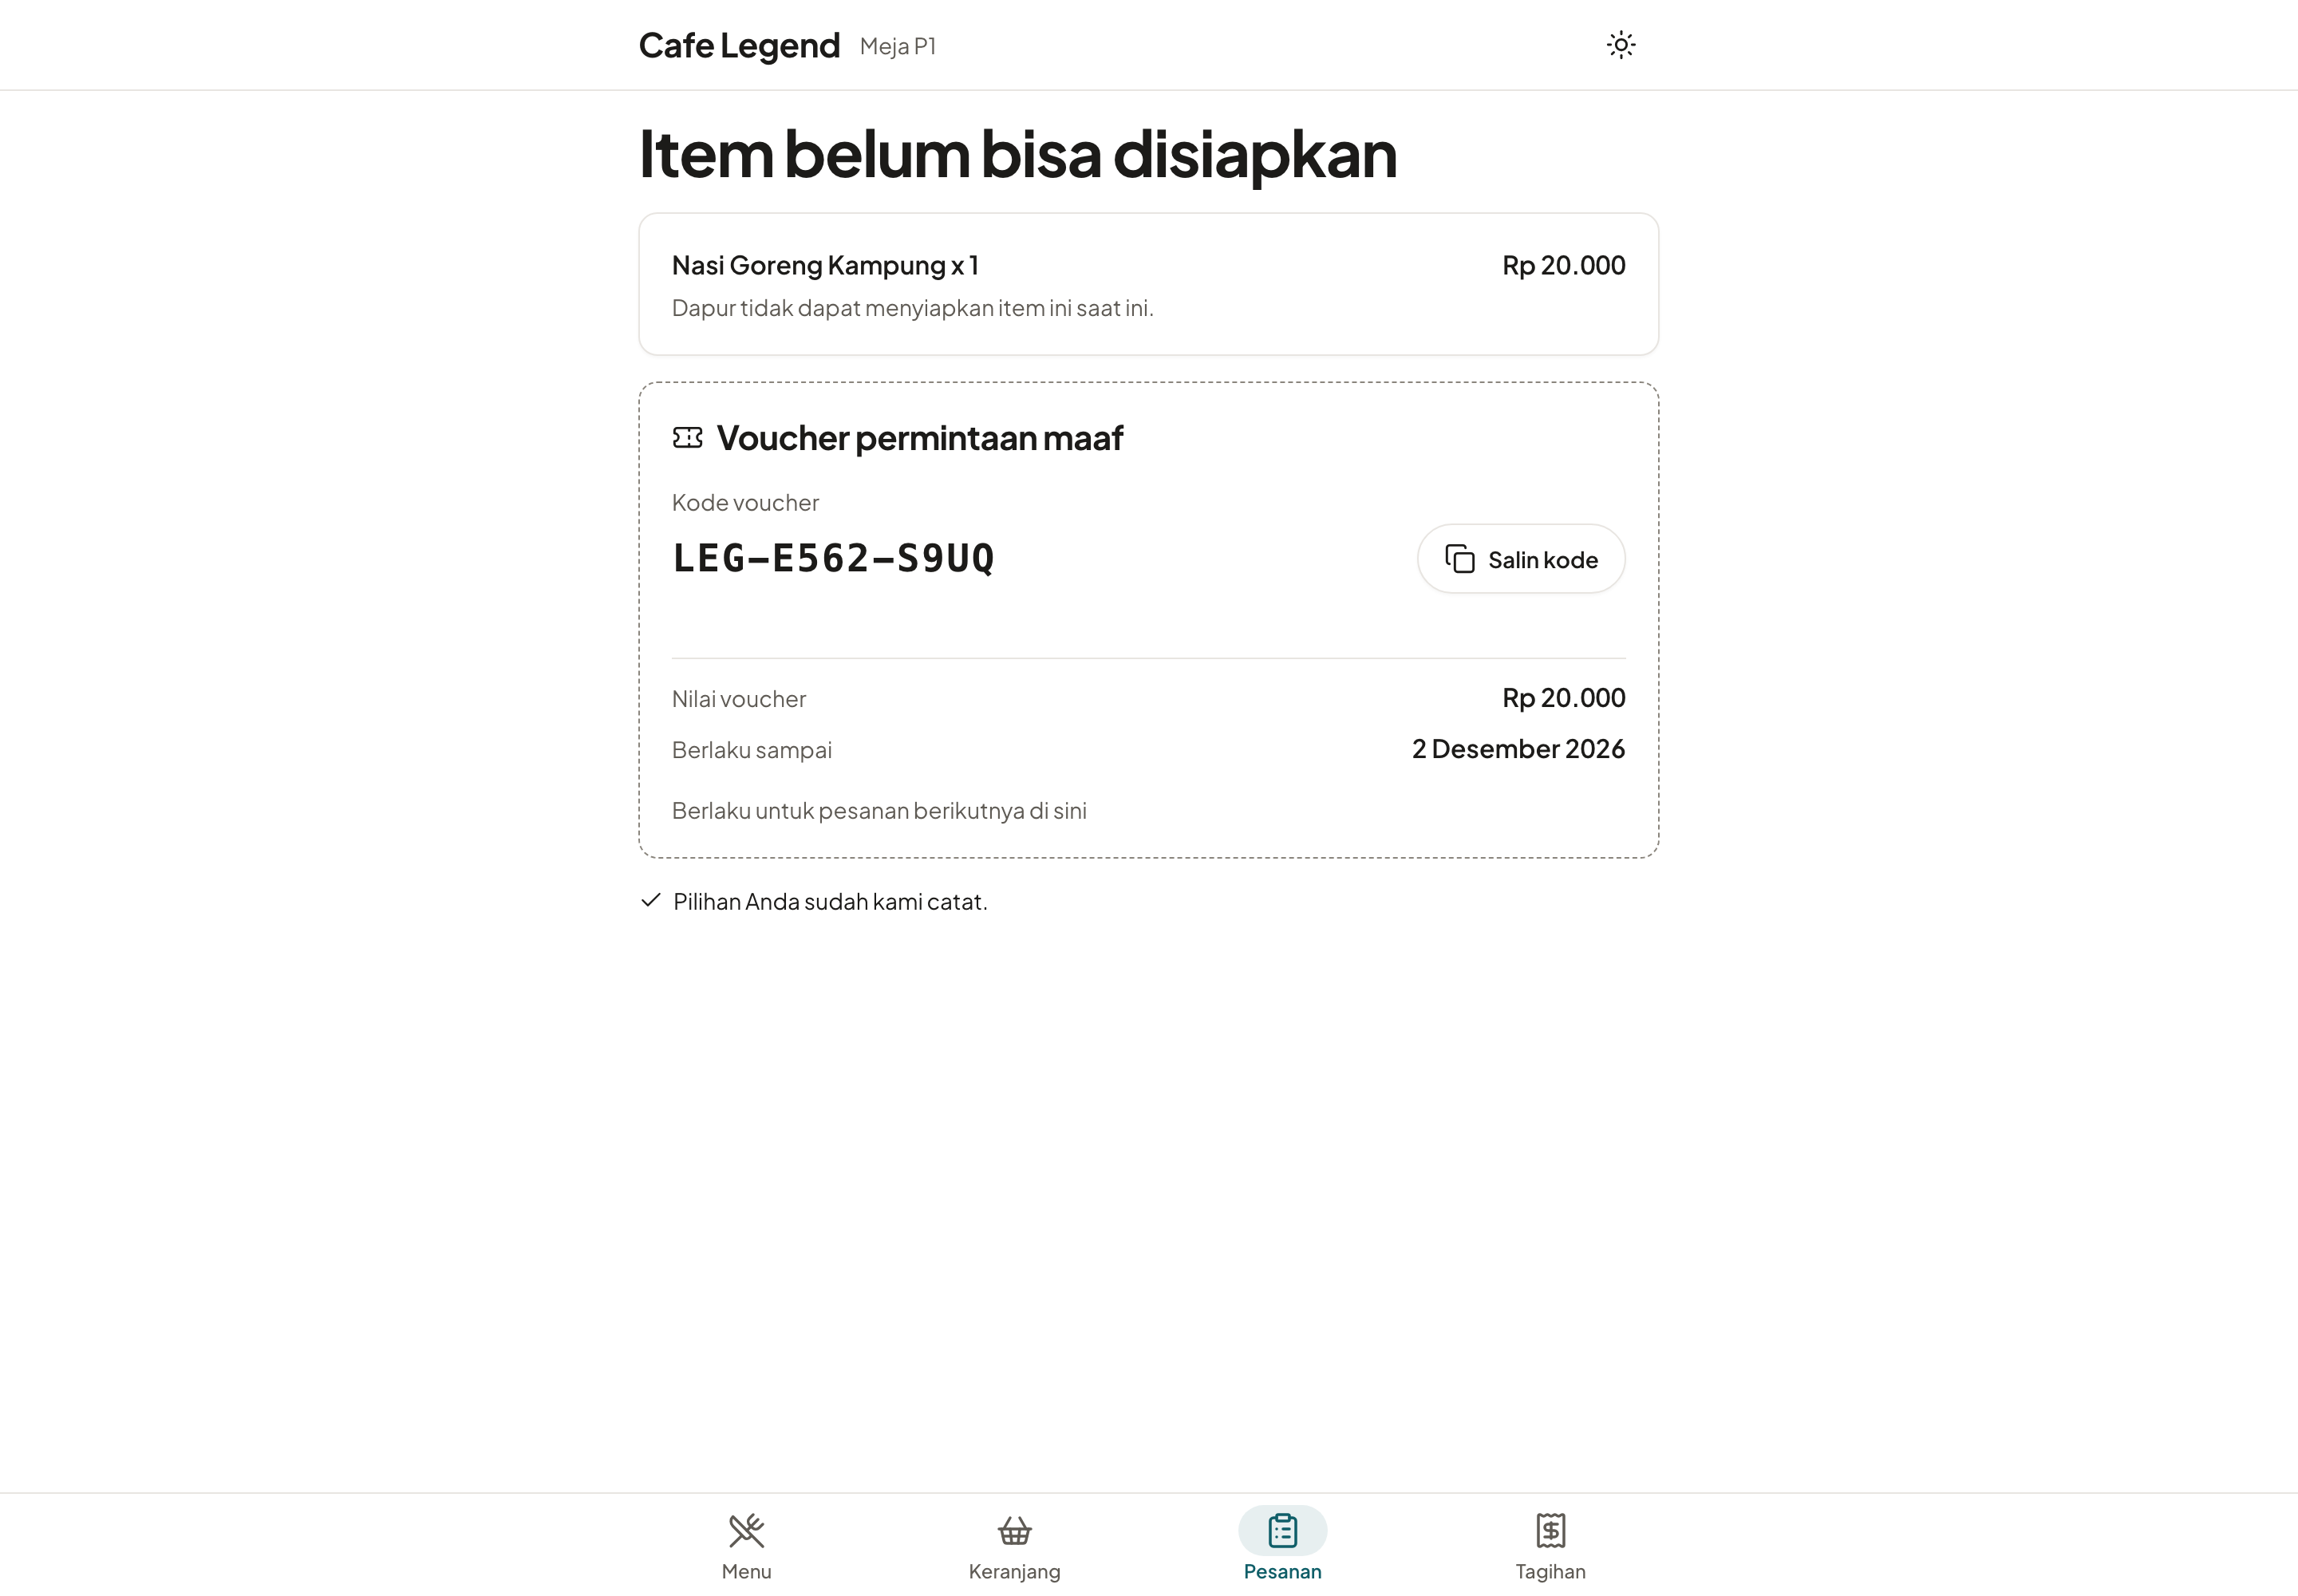 Cafe Legend Meja P1
Item belum bisa disiapkan
Nasi Goreng Kampung x 1 Rp 20.000
Dapur tidak dapat menyiapkan item ini saat ini.
Voucher permintaan maaf
Kode voucher
LEG-E562-S9UQ Salin kode
Nilai voucher Rp 20.000
Berlaku sampai 2 Desember 2026
Berlaku untuk pesanan berikutnya di sini
Pilihan Anda sudah kami catat.
Menu Keranjang Pesanan Tagihan